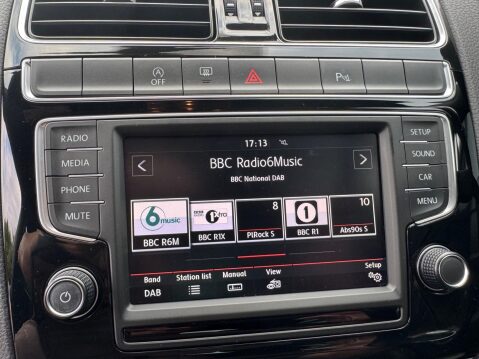 OFF
P
RADIO
MEDIA
PHONE
MUTE
SETUP
SOUND
CAR
MENU
17:13
BBC Radio6Music
BBC National DAB
6 music
BBC R6M
BBC R1X
8
PlRock S
1
BBC R1
10
Abs90s S
Band
DAB
Station list
Manual
View
Setup